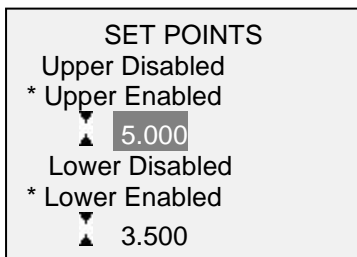 SET POINTS
Upper Disabled
* Upper Enabled
5.000
Lower Disabled
* Lower Enabled
3.500